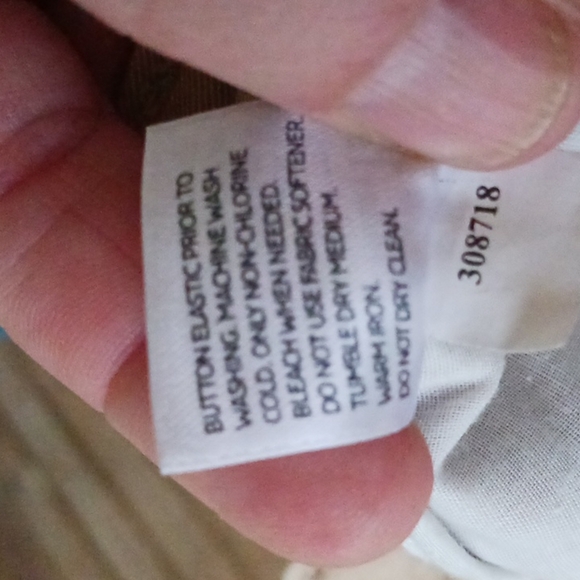 BUTTON ELASTIC PRIOR TO
WASHING. MACHINE WASH
COLD. ONLY NON-CHLORINE
BLEACH WHEN NEEDED.
DO NOT USE FABRIC SOFTENER.
TUMBLE DRY MEDIUM.
WARM IRON.
DO NOT DRY CLEAN.
308718